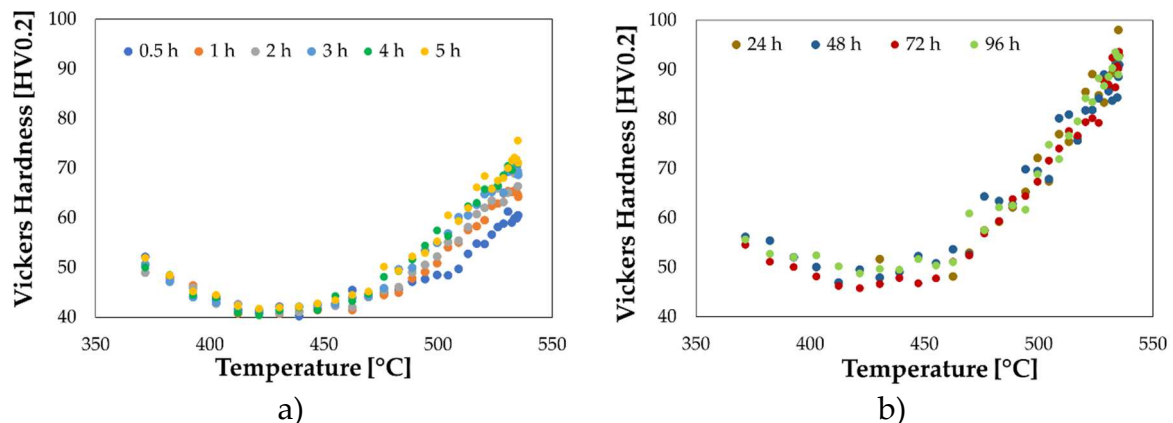 100
90
80
70
60
50
40
Vickers Hardness [HV0.2]
0.5 h 1 h 2 h 3 h 4 h 5 h
350 400 450 500 550
Temperature [°C]
a)
100
90
80
70
60
50
40
Vickers Hardness [HV0.2]
24 h 48 h 72 h 96 h
350 400 450 500 550
Temperature [°C]
b)